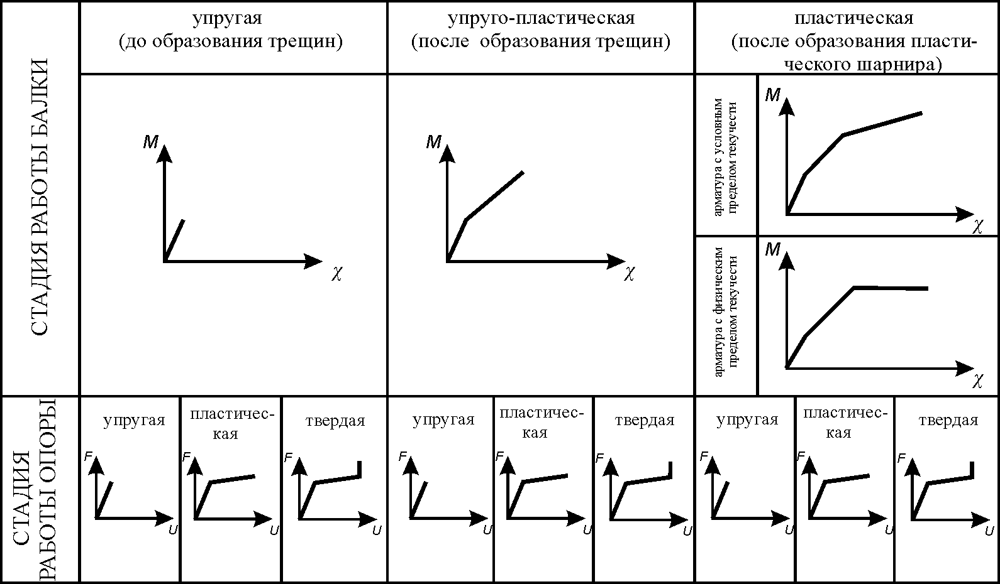 СТАДИЯ РАБОТЫ БАЛКИ
упругая
(до образования трещин)
упруго-пластическая
(после образования трещин)
пластическая
(после образования пласти-
ческого шарнира)
M
χ
M
χ
арматура с условным
пределом текучести
M
χ
арматура с физическим
пределом текучести
M
χ
СТАДИЯ
РАБОТЫ ОПОРЫ
упругая
F
U
пластичес-
кая
F
U
твердая
F
U
упругая
F
U
пластичес-
кая
F
U
твердая
F
U
упругая
F
U
пластичес-
кая
F
U
твердая
F
U